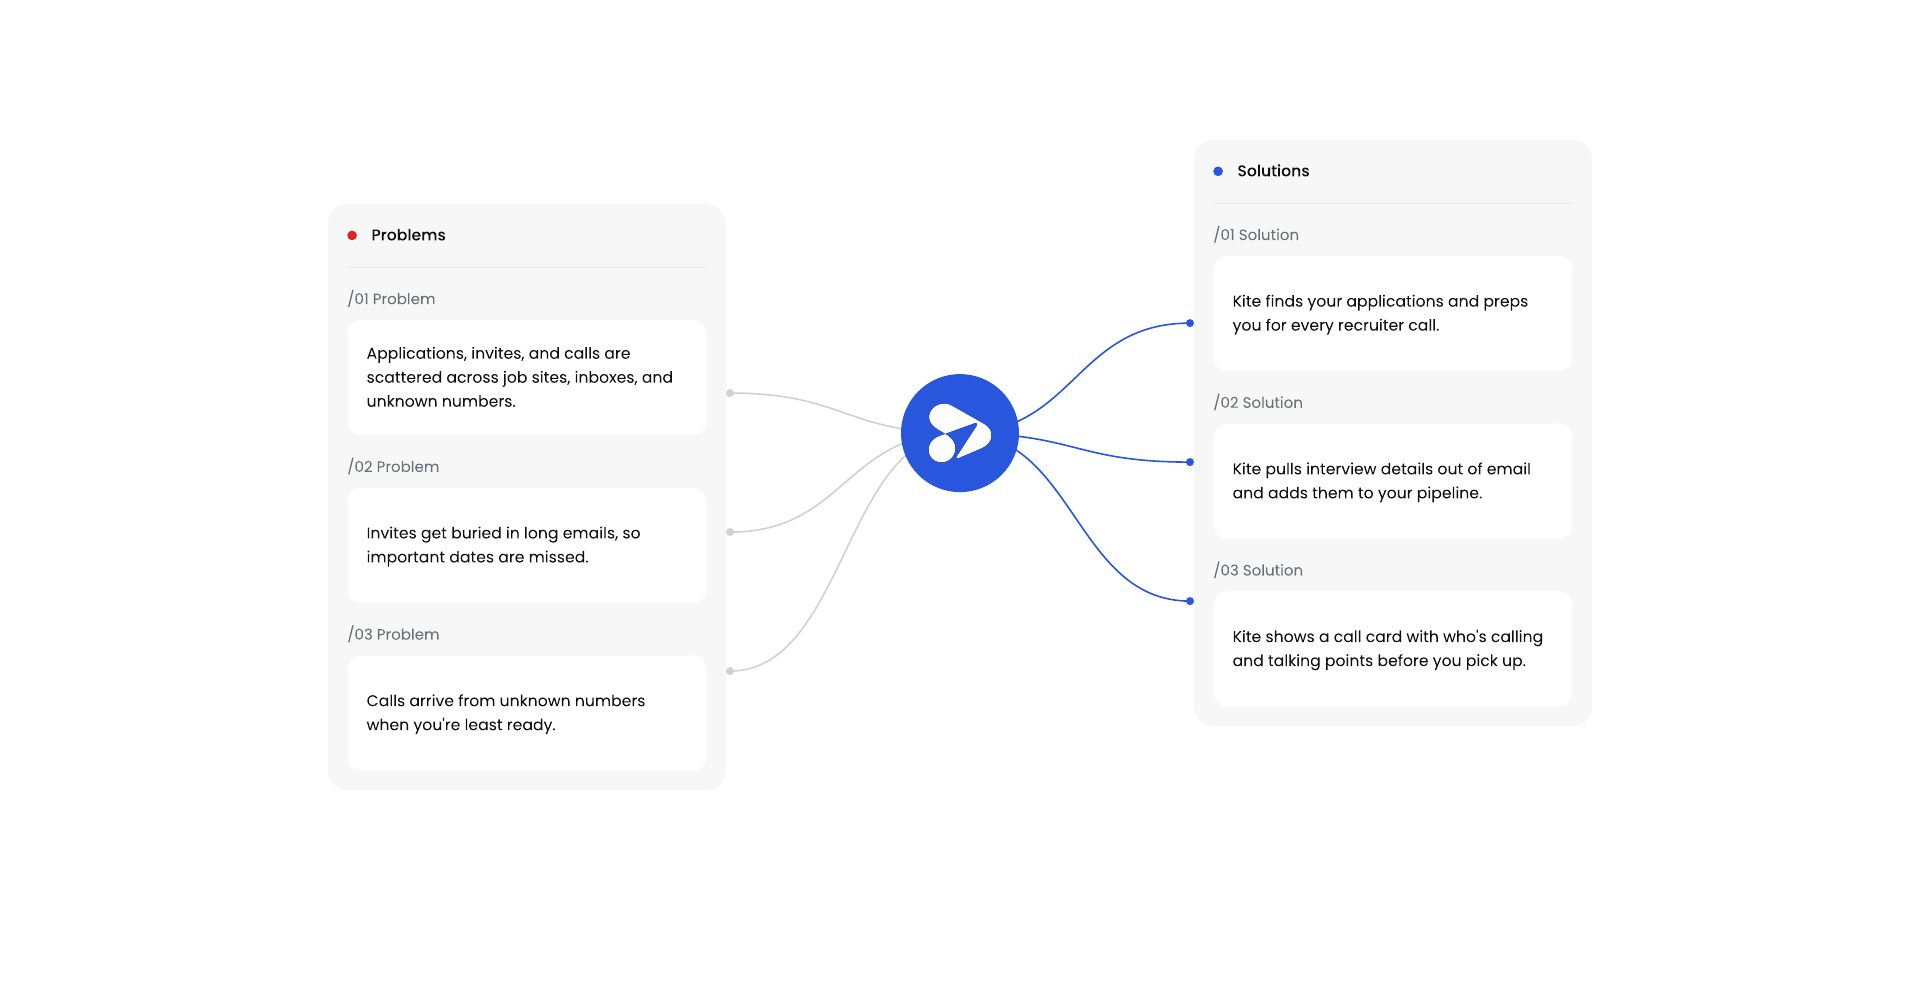 Problems
/01 Problem
Applications, invites, and calls are
scattered across job sites, inboxes, and
unknown numbers.
/02 Problem
Invites get buried in long emails, so
important dates are missed.
/03 Problem
Calls arrive from unknown numbers
when you're least ready.
Solutions
/01 Solution
Kite finds your applications and preps
you for every recruiter call.
/02 Solution
Kite pulls interview details out of email
and adds them to your pipeline.
/03 Solution
Kite shows a call card with who's calling
and talking points before you pick up.